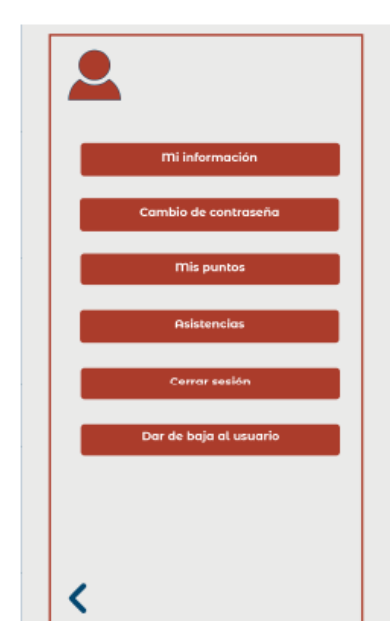 Mi información
Cambio de contraseña
Mis puntos
Asistencias
Cerrar sesión
Dar de baja al usuario